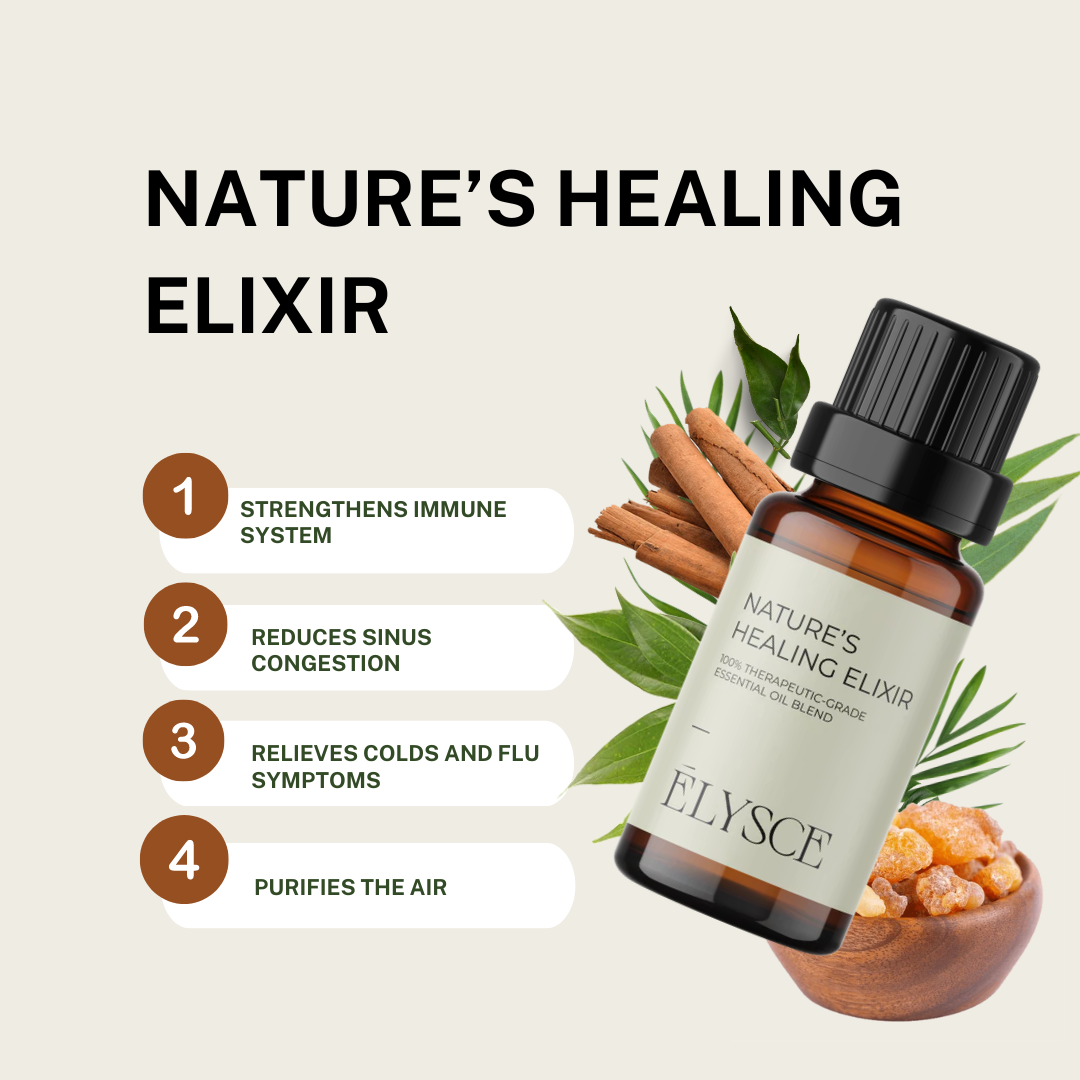 NATURE’S HEALING
ELIXIR
1
STRENGTHENS IMMUNE
SYSTEM
2
REDUCES SINUS
CONGESTION
3
RELIEVES COLDS AND FLU
SYMPTOMS
4
PURIFIES THE AIR
NATURE’S
HEALING ELIXIR
100% THERAPEUTIC-GRADE
ESSENTIAL OIL BLEND
ĒLYSCE